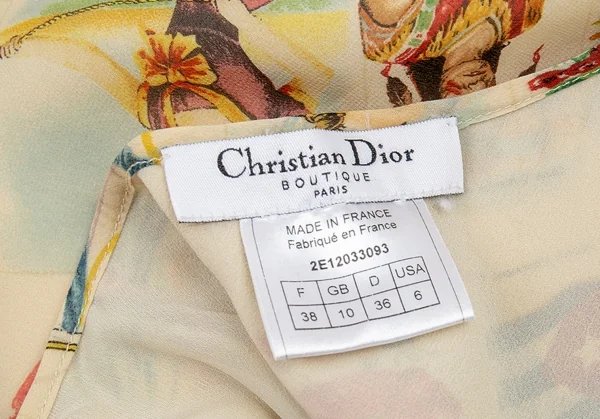 Christian Dior
BOUTIQUE
PARIS
MADE IN FRANCE
Fabriqué en France
2E12033093
F GB D USA
38 10 36 6